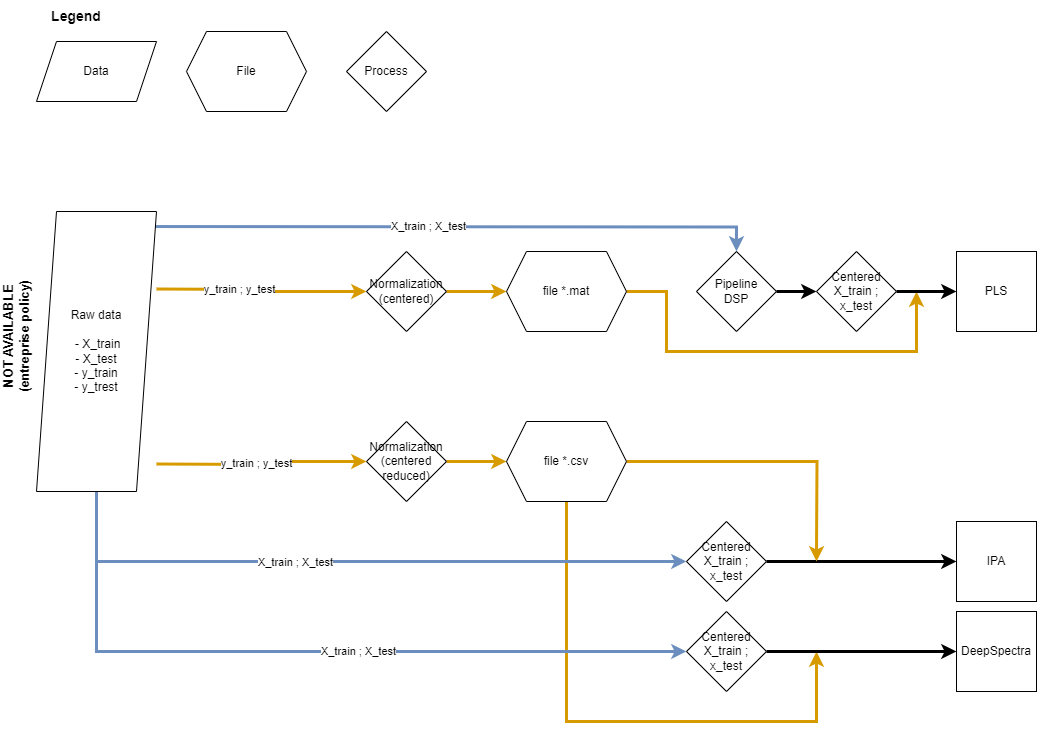 Legend
Data
File
Process
NOT AVAILABLE
(entreprise policy)
Raw data
- X_train
- X_test
- y_train
- y_trest
X_train ; X_test
y_train ; y_test
Normalization
(centered)
file *.mat
Pipeline
DSP
Centered
X_train ;
x_test
PLS
y_train ; y_test
Normalization
(centered
reduced)
file *.csv
X_train ; X_test
Centered
X_train ;
x_test
IPA
X_train ; X_test
Centered
X_train ;
x_test
DeepSpectra